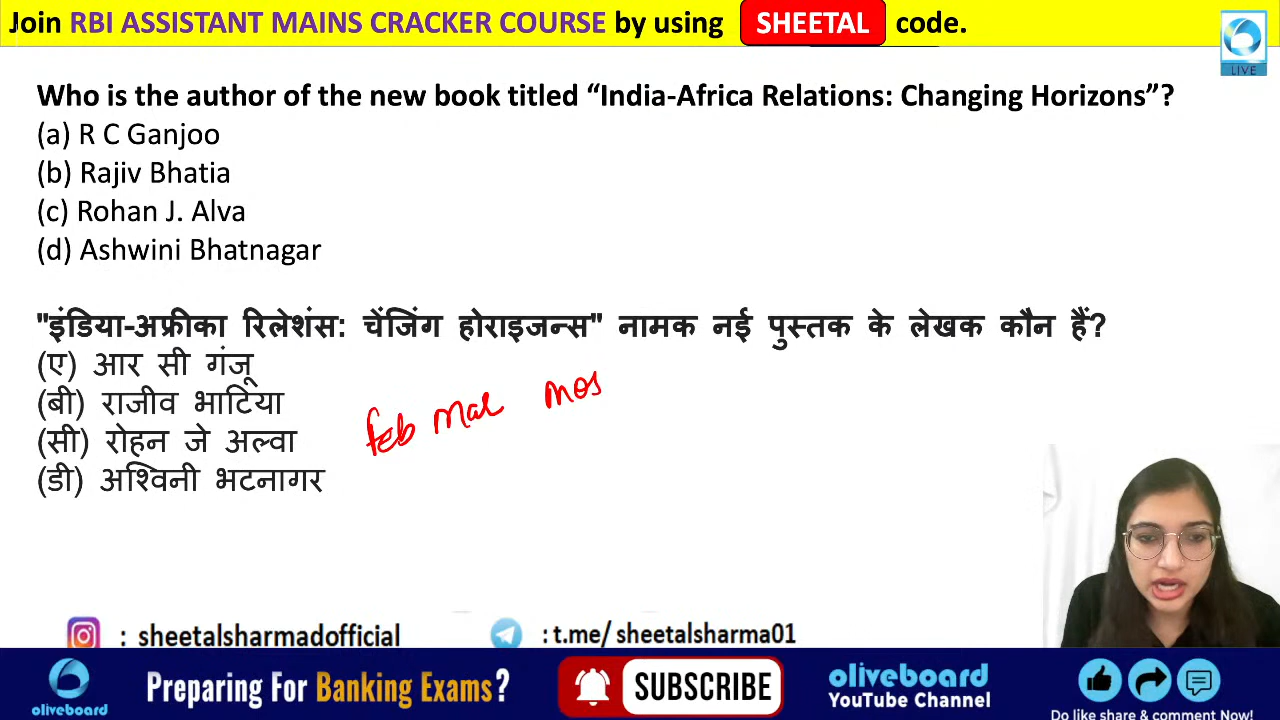 Join RBI ASSISTANT MAINS CRACKER COURSE by using SHEETAL code.
LIVE
Who is the author of the new book titled “India-Africa Relations: Changing Horizons”?
(a) R C Ganjoo
(b) Rajiv Bhatia
(c) Rohan J. Alva
(d) Ashwini Bhatnagar
"इंडिया-अफ्रीका रिलेशंस: चेंजिंग होराइजन्स" नामक नई पुस्तक के लेखक कौन हैं?
(ए) आर सी गंजू
(बी) राजीव भाटिया
(सी) रोहन जे अल्वा
(डी) अश्विनी भटनागर
feb mar
: sheetalsharmadofficial : t.me/ sheetalsharma01
oliveboard
Preparing For Banking Exams?
SUBSCRIBE
oliveboard
YouTube Channel
Do like share & comment Now!